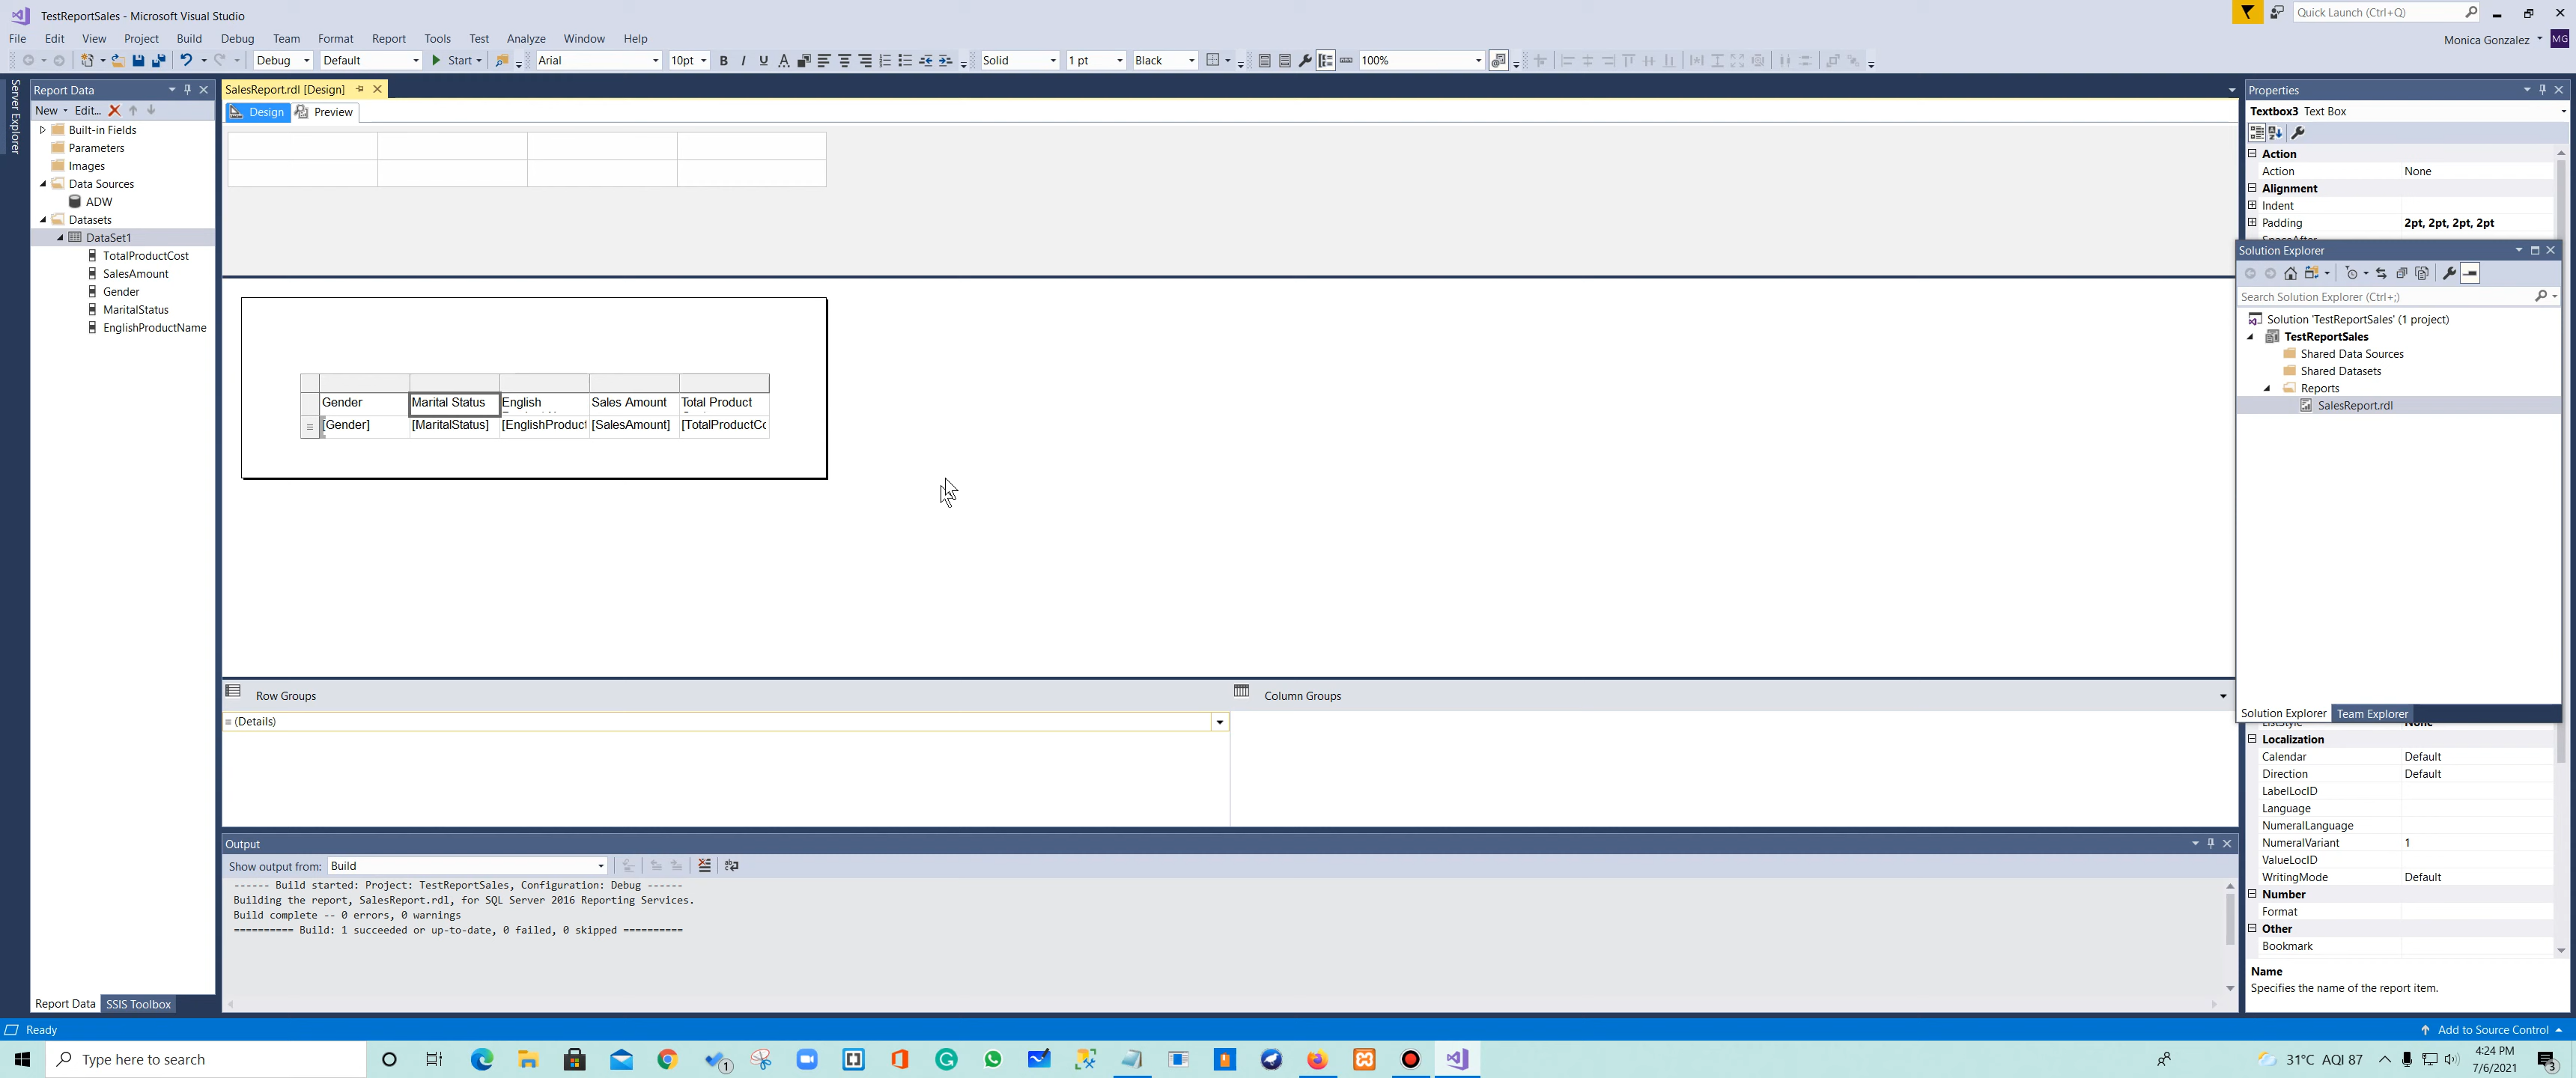 TestReportSales - Microsoft Visual Studio
Quick Launch (Ctrl+Q)
File Edit View Project Build Debug Team Format Report Tools Test Analyze Window Help
Monica Gonzalez MG
Debug Default Start Arial 10pt B I U A Solid 1 pt Black 100%
Server Explorer
Report Data
New Edit...
Built-in Fields
Parameters
Images
Data Sources
ADW
Datasets
DataSet1
TotalProductCost
SalesAmount
Gender
MaritalStatus
EnglishProductName
Report Data SSIS Toolbox
SalesReport.rdl [Design]
Design Preview
Gender Marital Status English Sales Amount Total Product
[Gender] [MaritalStatus] [EnglishProduct [SalesAmount] [TotalProductCo
Row Groups Column Groups
(Details)
Output
Show output from: Build
------ Build started: Project: TestReportSales, Configuration: Debug ------
Building the report, SalesReport.rdl, for SQL Server 2016 Reporting Services.
Build complete -- 0 errors, 0 warnings
========== Build: 1 succeeded or up-to-date, 0 failed, 0 skipped ==========
Properties
Textbox3 Text Box
Action
Action None
Alignment
Indent
Padding 2pt, 2pt, 2pt, 2pt
Solution Explorer
Search Solution Explorer (Ctrl+;)
Solution 'TestReportSales' (1 project)
TestReportSales
Shared Data Sources
Shared Datasets
Reports
SalesReport.rdl
Solution Explorer Team Explorer
Localization
Calendar Default
Direction Default
LabelLocID
Language
NumeralLanguage
NumeralVariant 1
ValueLocID
WritingMode Default
Number
Format
Other
Bookmark
Name
Specifies the name of the report item.
Ready
Add to Source Control
Type here to search
1
31°C AQI 87
4:24 PM
7/6/2021
3